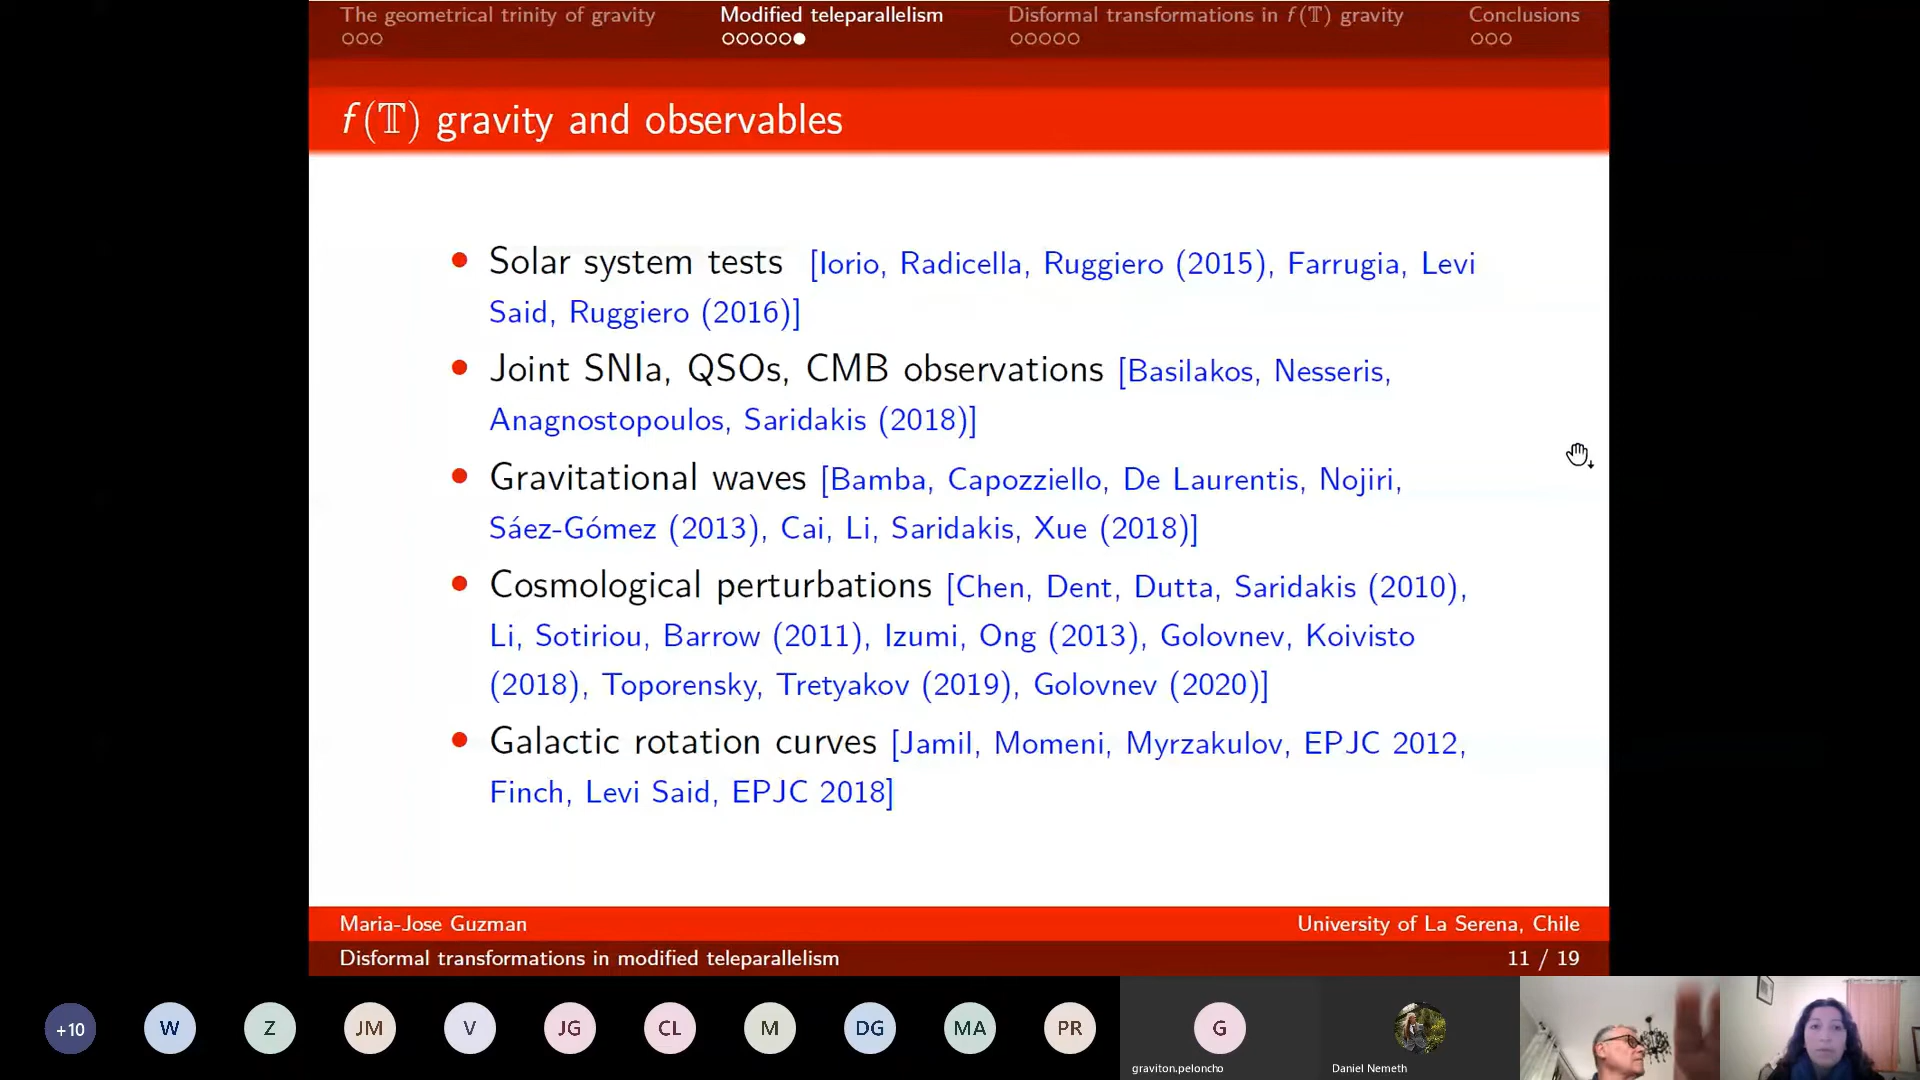 The geometrical trinity of gravity Modified teleparallelism Disformal transformations in f(𝕋) gravity Conclusions
f(𝕋) gravity and observables
Solar system tests [Iorio, Radicella, Ruggiero (2015), Farrugia, Levi
Said, Ruggiero (2016)]
Joint SNIa, QSOs, CMB observations [Basilakos, Nesseris,
Anagnostopoulos, Saridakis (2018)]
Gravitational waves [Bamba, Capozziello, De Laurentis, Nojiri,
Sáez-Gómez (2013), Cai, Li, Saridakis, Xue (2018)]
Cosmological perturbations [Chen, Dent, Dutta, Saridakis (2010),
Li, Sotiriou, Barrow (2011), Izumi, Ong (2013), Golovnev, Koivisto
(2018), Toporensky, Tretyakov (2019), Golovnev (2020)]
Galactic rotation curves [Jamil, Momeni, Myrzakulov, EPJC 2012,
Finch, Levi Said, EPJC 2018]
Maria-Jose Guzman University of La Serena, Chile
Disformal transformations in modified teleparallelism 11 / 19
+10 W Z JM V JG CL M DG MA PR G
graviton.peloncho Daniel Nemeth